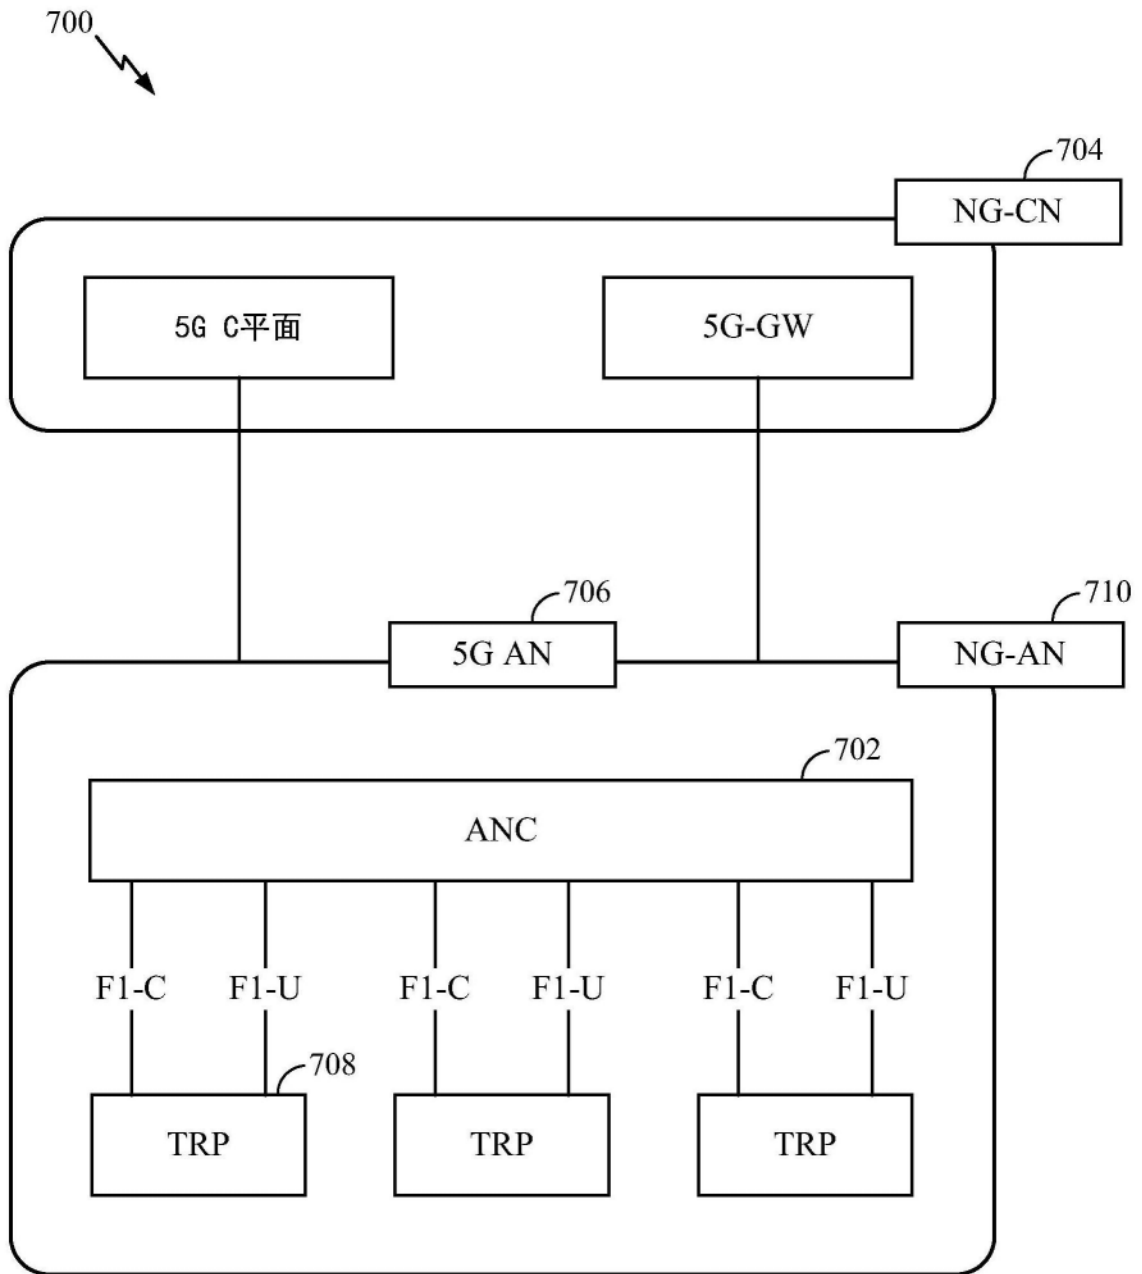 700
704
NG-CN
5G C平面
5G-GW
706
710
5G AN
NG-AN
702
ANC
F1-C F1-U F1-C F1-U F1-C F1-U
708
TRP TRP TRP